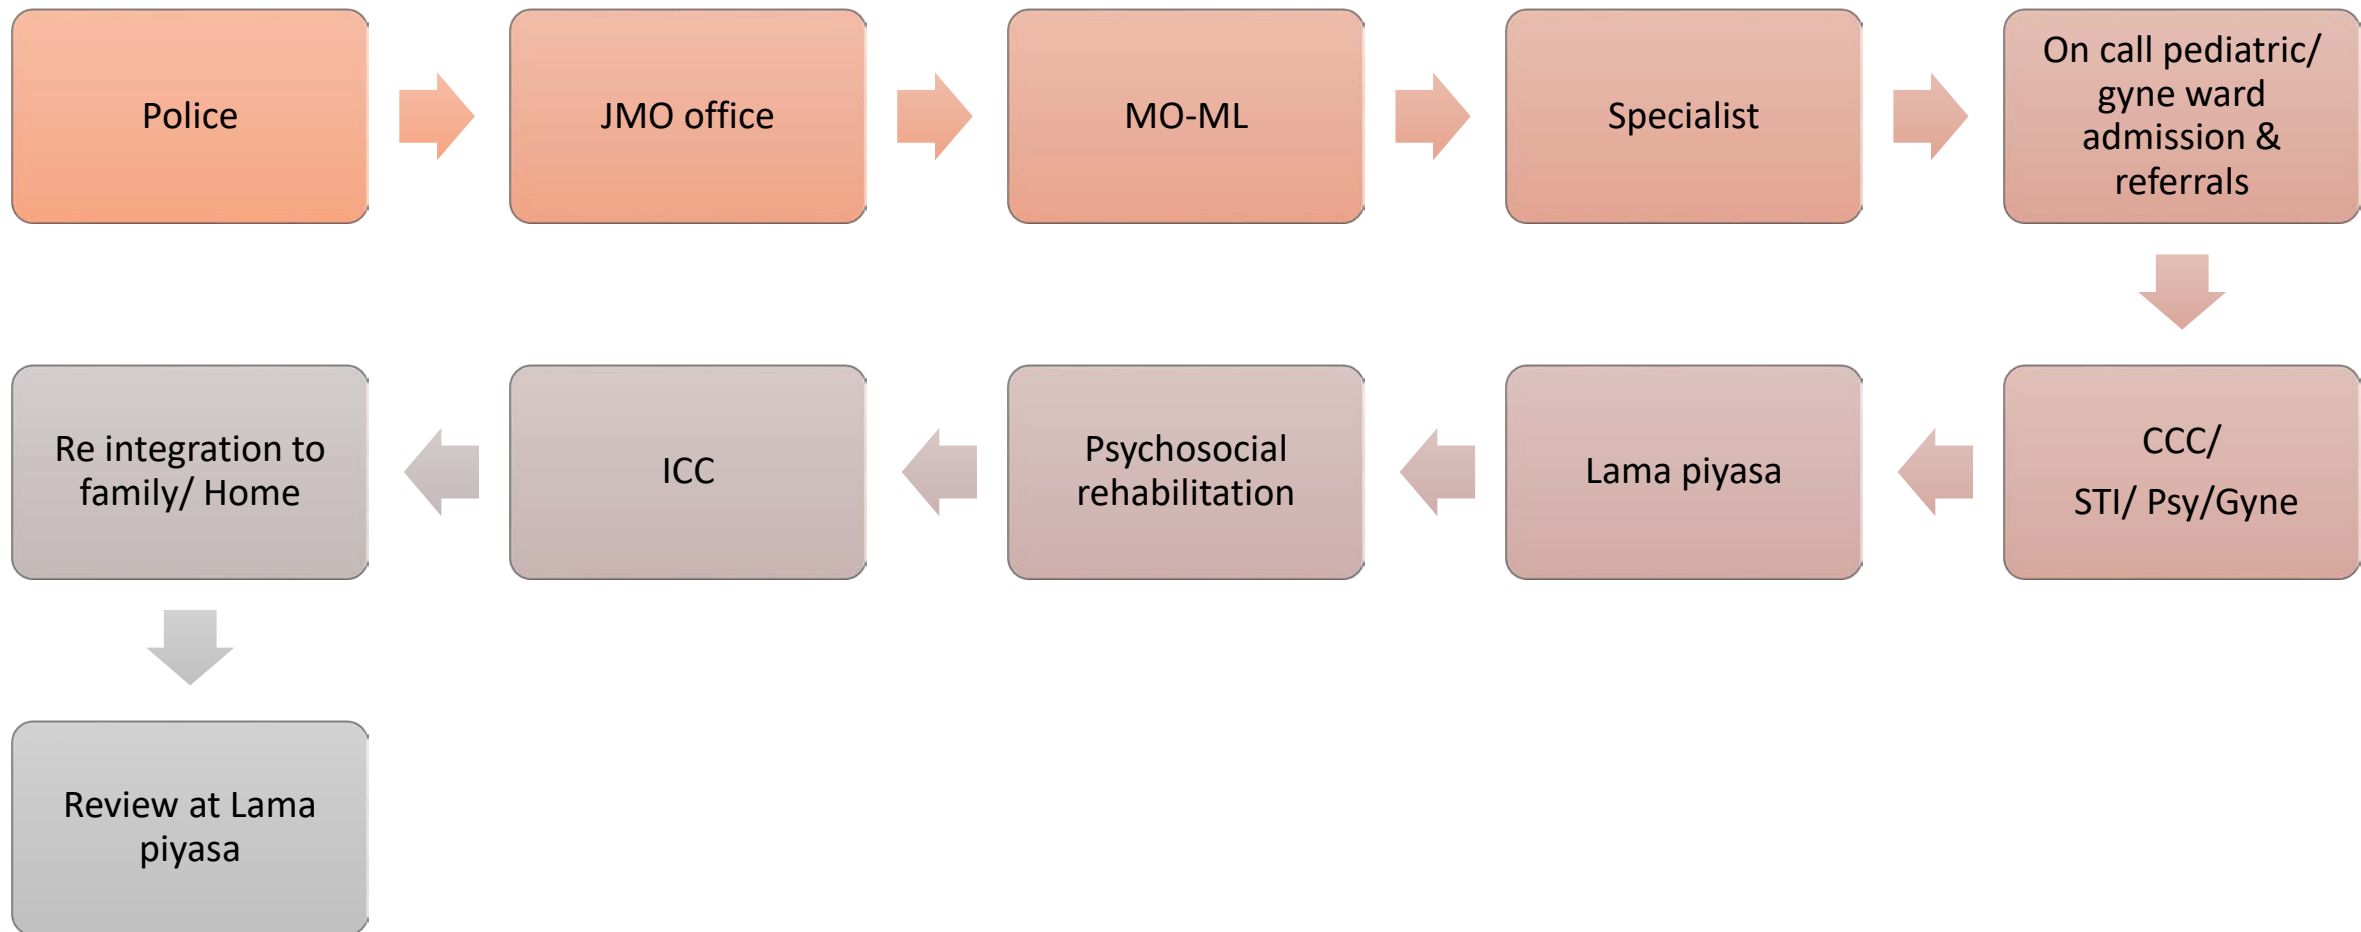 Police
JMO office
MO-ML
Specialist
On call pediatric/
gyne ward
admission &
referrals
CCC/
STI/ Psy/Gyne
Lama piyasa
Psychosocial
rehabilitation
ICC
Re integration to
family/ Home
Review at Lama
piyasa